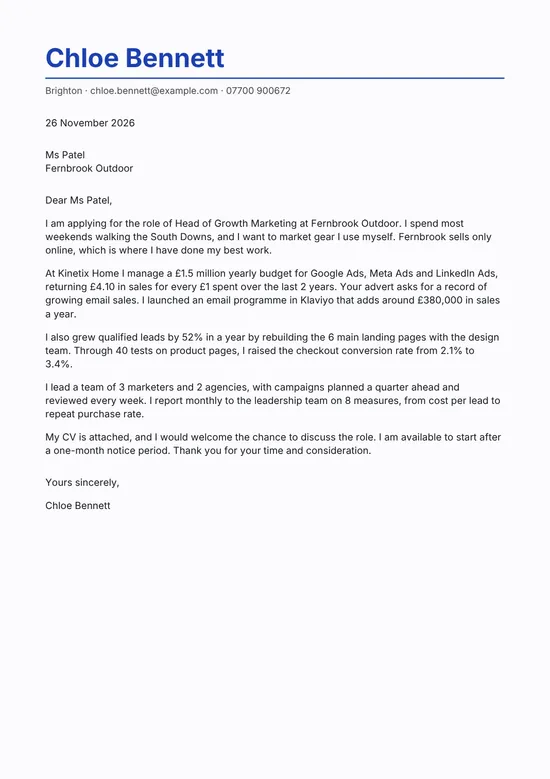 Chloe Bennett
Brighton · chloe.bennett@example.com · 07700 900672
26 November 2026
Ms Patel
Fernbrook Outdoor
Dear Ms Patel,
I am applying for the role of Head of Growth Marketing at Fernbrook Outdoor. I spend most
weekends walking the South Downs, and I want to market gear I use myself. Fernbrook sells only
online, which is where I have done my best work.
At Kinetix Home I manage a £1.5 million yearly budget for Google Ads, Meta Ads and LinkedIn Ads,
returning £4.10 in sales for every £1 spent over the last 2 years. Your advert asks for a record of
growing email sales. I launched an email programme in Klaviyo that adds around £380,000 in sales
a year.
I also grew qualified leads by 52% in a year by rebuilding the 6 main landing pages with the design
team. Through 40 tests on product pages, I raised the checkout conversion rate from 2.1% to
3.4%.
I lead a team of 3 marketers and 2 agencies, with campaigns planned a quarter ahead and
reviewed every week. I report monthly to the leadership team on 8 measures, from cost per lead to
repeat purchase rate.
My CV is attached, and I would welcome the chance to discuss the role. I am available to start after
a one-month notice period. Thank you for your time and consideration.
Yours sincerely,
Chloe Bennett